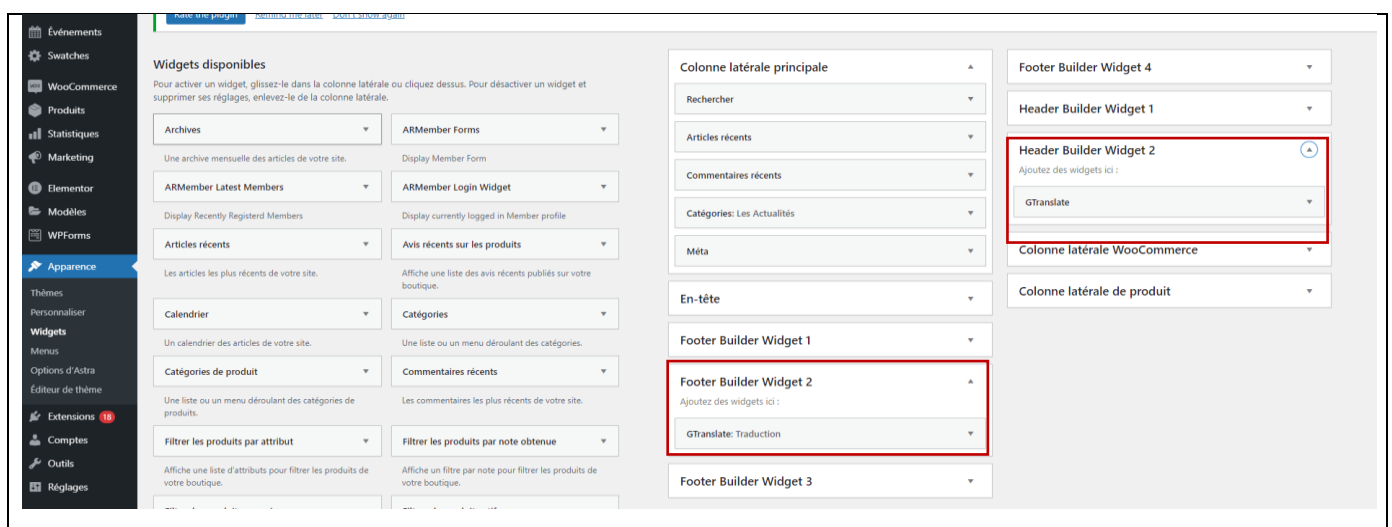 Rate the plugin Remind me later Don't show again
Événements
Swatches
WooCommerce
Produits
Statistiques
Marketing
Elementor
Modèles
WPForms
Apparence
Thèmes
Personnaliser
Widgets
Menus
Options d'Astra
Éditeur de thème
Extensions 18
Comptes
Outils
Réglages
Widgets disponibles
Pour activer un widget, glissez-le dans la colonne latérale ou cliquez dessus. Pour désactiver un widget et
supprimer ses réglages, enlevez-le de la colonne latérale.
Archives
Une archive mensuelle des articles de votre site.
ARMember Forms
Display Member Form
ARMember Latest Members
Display Recently Registerd Members
ARMember Login Widget
Display currently logged in Member profile
Articles récents
Les articles les plus récents de votre site.
Avis récents sur les produits
Affiche une liste des avis récents publiés sur votre
boutique.
Calendrier
Un calendrier des articles de votre site.
Catégories
Une liste ou un menu déroulant des catégories.
Catégories de produit
Une liste ou un menu déroulant des catégories de
produits.
Commentaires récents
Les commentaires les plus récents de votre site.
Filtrer les produits par attribut
Affiche une liste d'attributs pour filtrer les produits de
votre boutique.
Filtrer les produits par note obtenue
Affiche un filtre par note pour filtrer les produits de
votre boutique.
Colonne latérale principale
Rechercher
Articles récents
Commentaires récents
Catégories: Les Actualités
Méta
En-tête
Footer Builder Widget 1
Footer Builder Widget 2
Ajoutez des widgets ici :
GTranslate: Traduction
Footer Builder Widget 3
Footer Builder Widget 4
Header Builder Widget 1
Header Builder Widget 2
Ajoutez des widgets ici :
GTranslate
Colonne latérale WooCommerce
Colonne latérale de produit